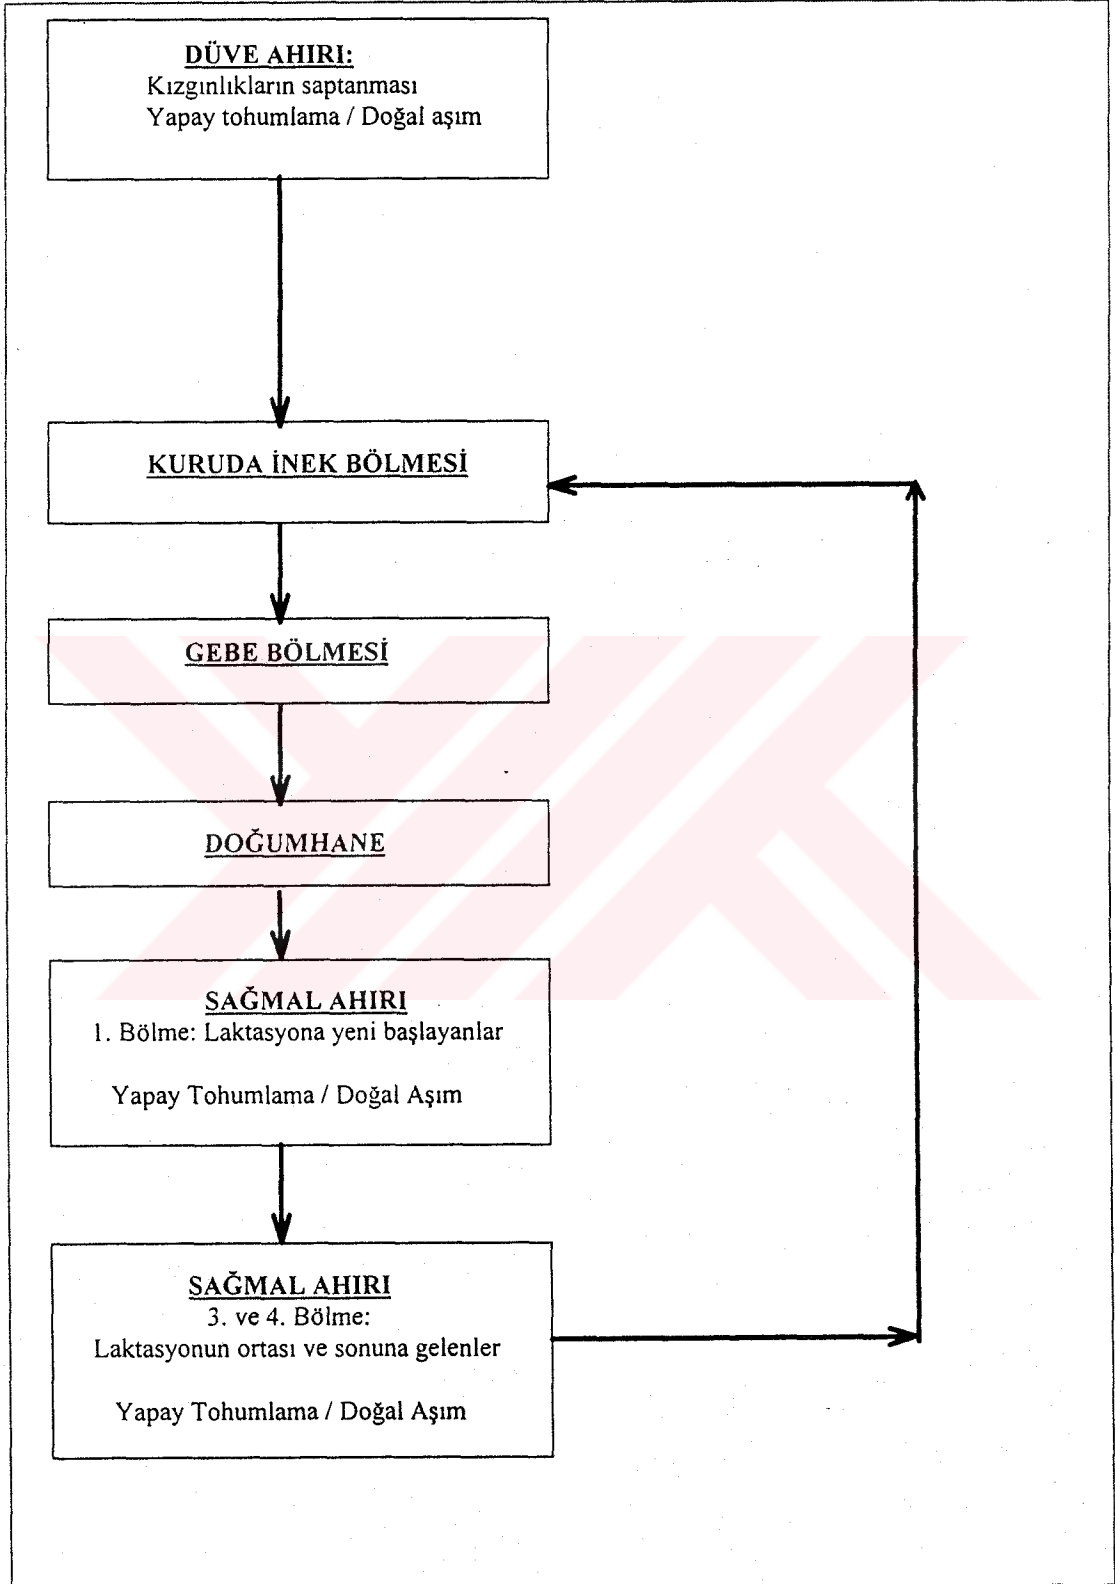 DÜVE AHIRI:
Kızgınlıkların saptanması
Yapay tohumlama / Doğal aşım
KURUDA İNEK BÖLMESİ
GEBE BÖLMESİ
DOĞUMHANE
SAĞMAL AHIRI
1. Bölme: Laktasyona yeni başlayanlar
Yapay Tohumlama / Doğal Aşım
SAĞMAL AHIRI
3. ve 4. Bölme:
Laktasyonun ortası ve sonuna gelenler
Yapay Tohumlama / Doğal Aşım